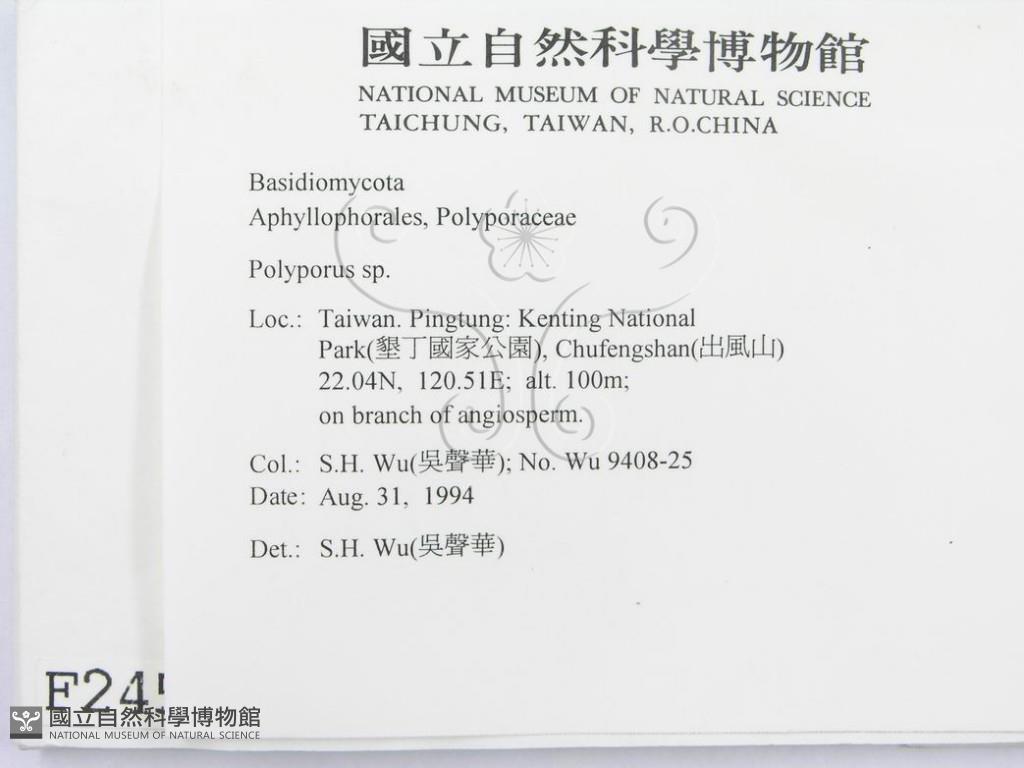 國立自然科學博物館
NATIONAL MUSEUM OF NATURAL SCIENCE
TAICHUNG, TAIWAN, R.O.CHINA
Basidiomycota
Aphyllophorales, Polyporaceae
Polyporus sp.
Loc.: Taiwan. Pingtung: Kenting National
Park(墾丁國家公園), Chufengshan(出風山)
22.04N, 120.51E; alt. 100m;
on branch of angiosperm.
Col.: S.H. Wu(吳聲華); No. Wu 9408-25
Date: Aug. 31, 1994
Det.: S.H. Wu(吳聲華)
F24
國立自然科學博物館
NATIONAL MUSEUM OF NATURAL SCIENCE